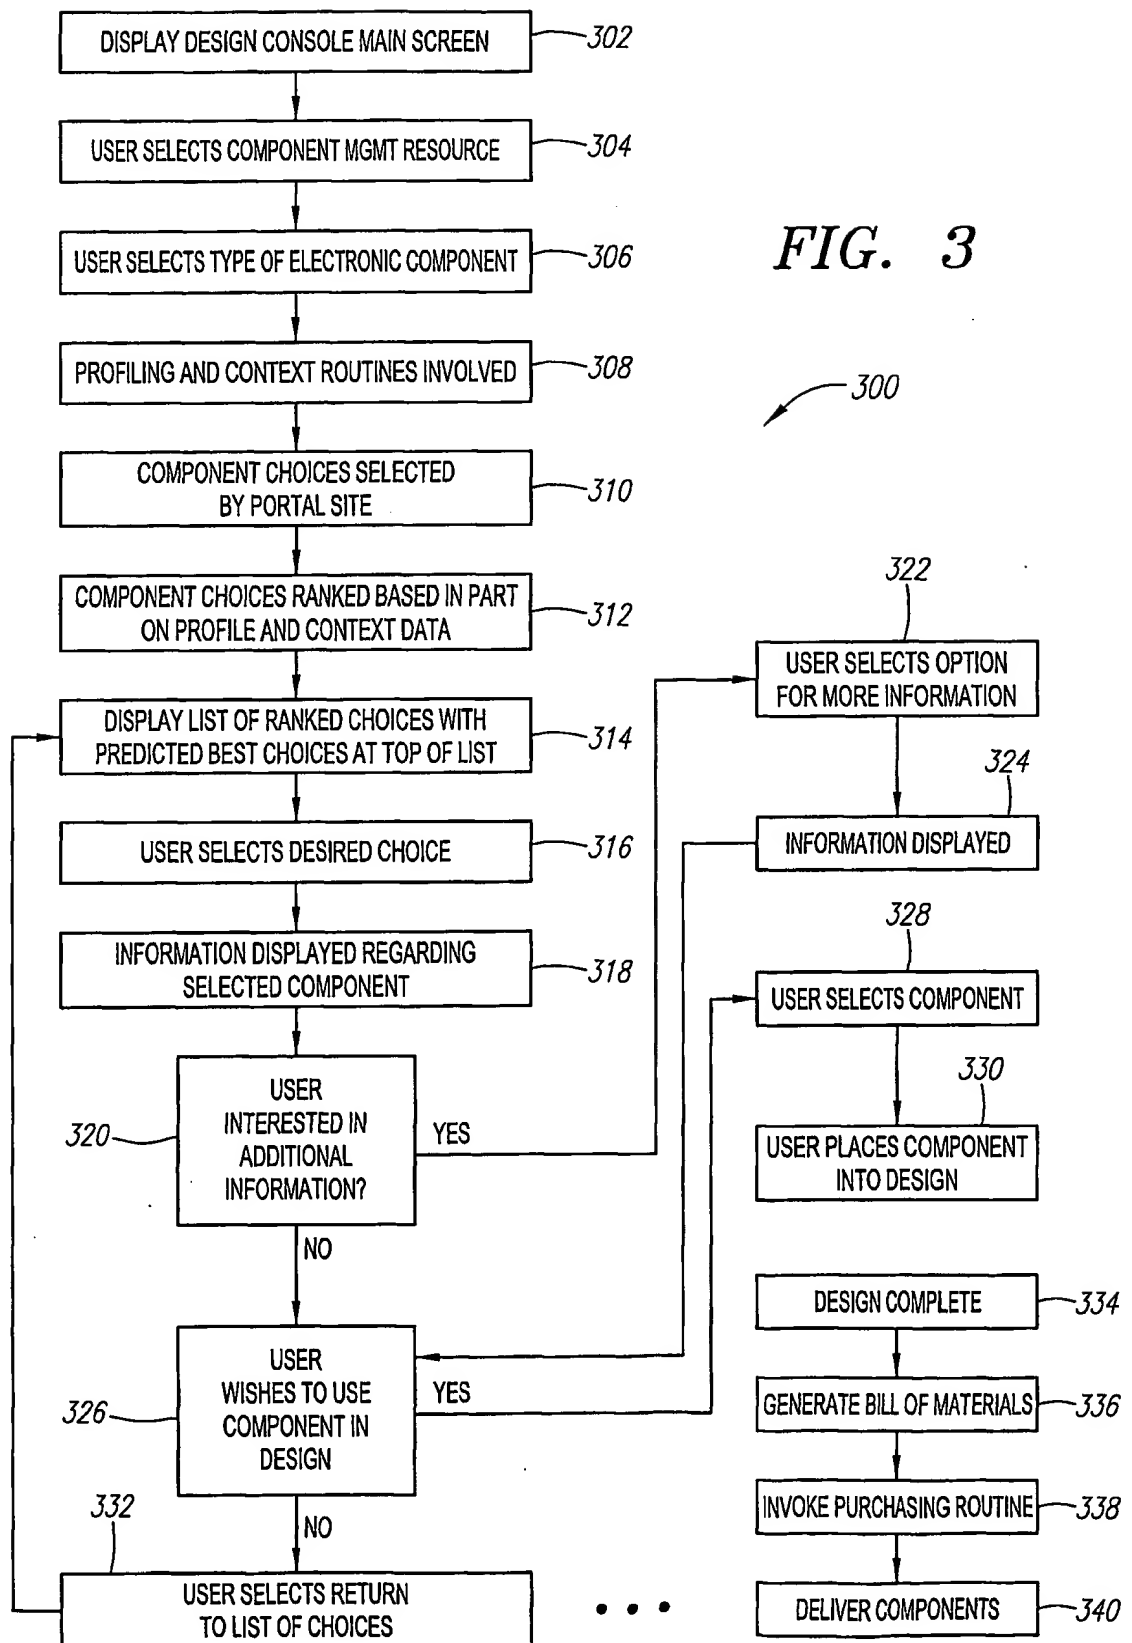 DISPLAY DESIGN CONSOLE MAIN SCREEN
302
USER SELECTS COMPONENT MGMT RESOURCE
304
USER SELECTS TYPE OF ELECTRONIC COMPONENT
306
FIG. 3
PROFILING AND CONTEXT ROUTINES INVOLVED
308
300
COMPONENT CHOICES SELECTED
BY PORTAL SITE
310
COMPONENT CHOICES RANKED BASED IN PART
ON PROFILE AND CONTEXT DATA
312
DISPLAY LIST OF RANKED CHOICES WITH
PREDICTED BEST CHOICES AT TOP OF LIST
314
USER SELECTS DESIRED CHOICE
316
INFORMATION DISPLAYED REGARDING
SELECTED COMPONENT
318
USER
INTERESTED IN
ADDITIONAL
INFORMATION?
320
YES
NO
322
USER SELECTS OPTION
FOR MORE INFORMATION
324
INFORMATION DISPLAYED
USER
WISHES TO USE
COMPONENT IN
DESIGN
326
YES
NO
328
USER SELECTS COMPONENT
330
USER PLACES COMPONENT
INTO DESIGN
332
USER SELECTS RETURN
TO LIST OF CHOICES
• • •
DESIGN COMPLETE
334
GENERATE BILL OF MATERIALS
336
INVOKE PURCHASING ROUTINE
338
DELIVER COMPONENTS
340